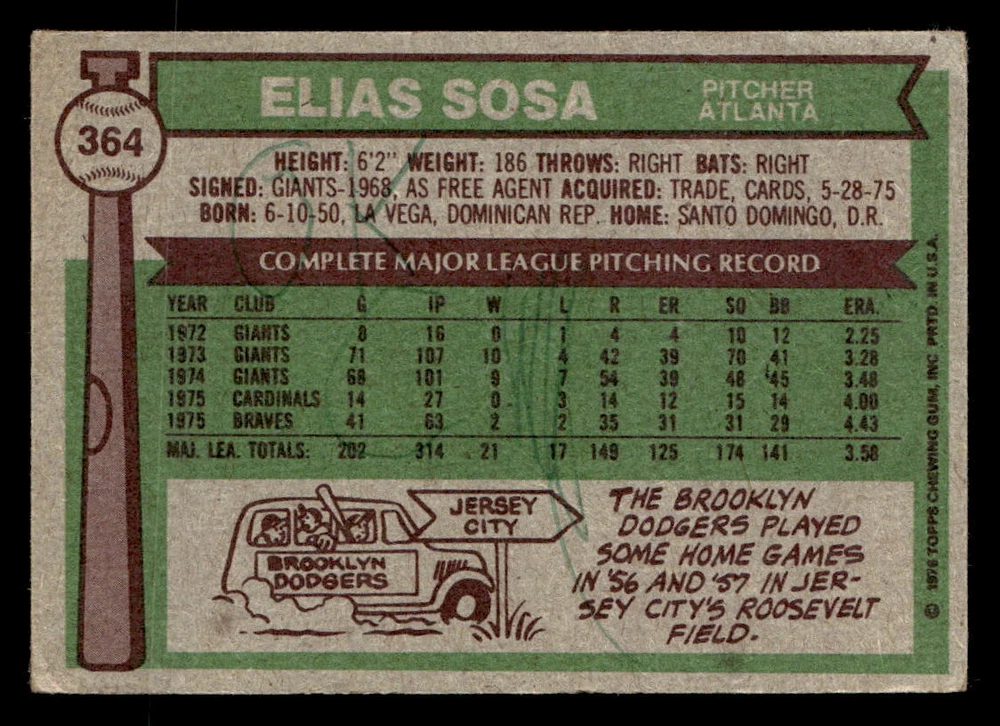 364
ELIAS SOSA
PITCHER
ATLANTA
HEIGHT: 6'2" WEIGHT: 186 THROWS: RIGHT BATS: RIGHT
SIGNED: GIANTS-1968, AS FREE AGENT ACQUIRED: TRADE, CARDS, 5-28-75
BORN: 6-10-50, LA VEGA, DOMINICAN REP. HOME: SANTO DOMINGO, D.R.
OK
COMPLETE MAJOR LEAGUE PITCHING RECORD
YEAR CLUB G IP W L R ER SO BB ERA.
1972 GIANTS 8 16 0 1 4 4 10 12 2.25
1973 GIANTS 71 107 10 4 42 39 70 41 3.28
1974 GIANTS 68 101 9 7 54 39 48 45 3.48
1975 CARDINALS 14 27 0 3 14 12 15 14 4.00
1975 BRAVES 41 63 2 2 35 31 31 29 4.43
MAJ. LEA. TOTALS: 202 314 21 17 149 125 174 141 3.58
JERSEY
CITY
BROOKLYN
DODGERS
THE BROOKLYN
DODGERS PLAYED
SOME HOME GAMES
IN '56 AND '57 IN JER-
SEY CITY'S ROOSEVELT
FIELD.
© 1976 TOPPS CHEWING GUM, INC PRTD. IN U.S.A.